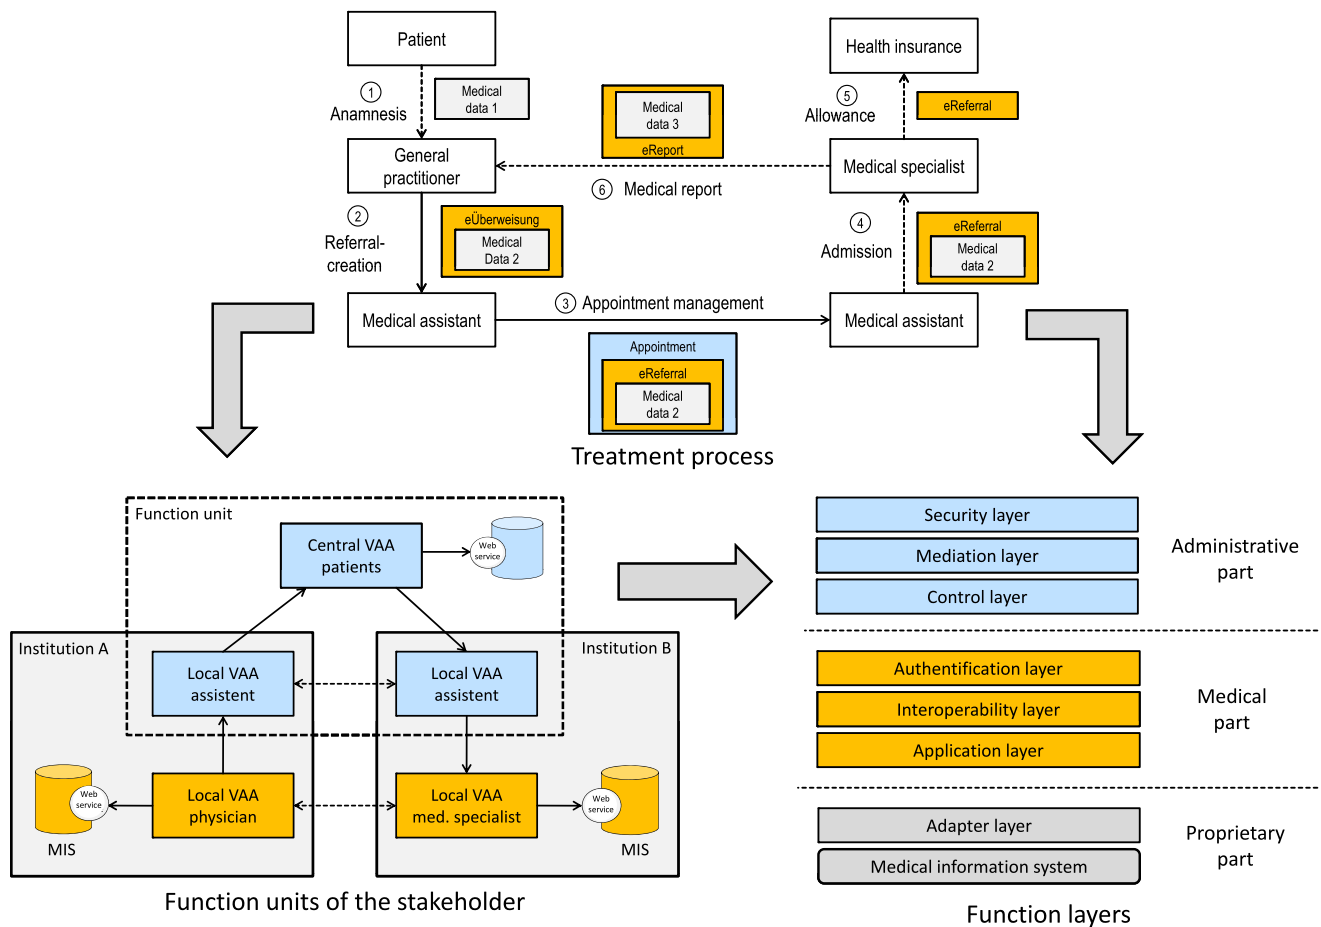 Patient
1
Anamnesis
Medical
data 1
General
practitioner
2
Referral-
creation
eÜberweisung
Medical
Data 2
Medical assistant
3 Appointment management
Appointment
eReferral
Medical
data 2
Medical assistant
4
Admission
eReferral
Medical
data 2
Medical specialist
5
Allowance
eReferral
Health insurance
Medical
data 3
eReport
6 Medical report
Treatment process
Function unit
Central VAA
patients
Web
service
Institution A
Local VAA
assistent
Local VAA
physician
Web
service
MIS
Institution B
Local VAA
assistent
Local VAA
med. specialist
Web
service
MIS
Function units of the stakeholder
Security layer
Mediation layer
Control layer
Administrative
part
Authentification layer
Interoperability layer
Application layer
Medical
part
Adapter layer
Medical information system
Proprietary
part
Function layers